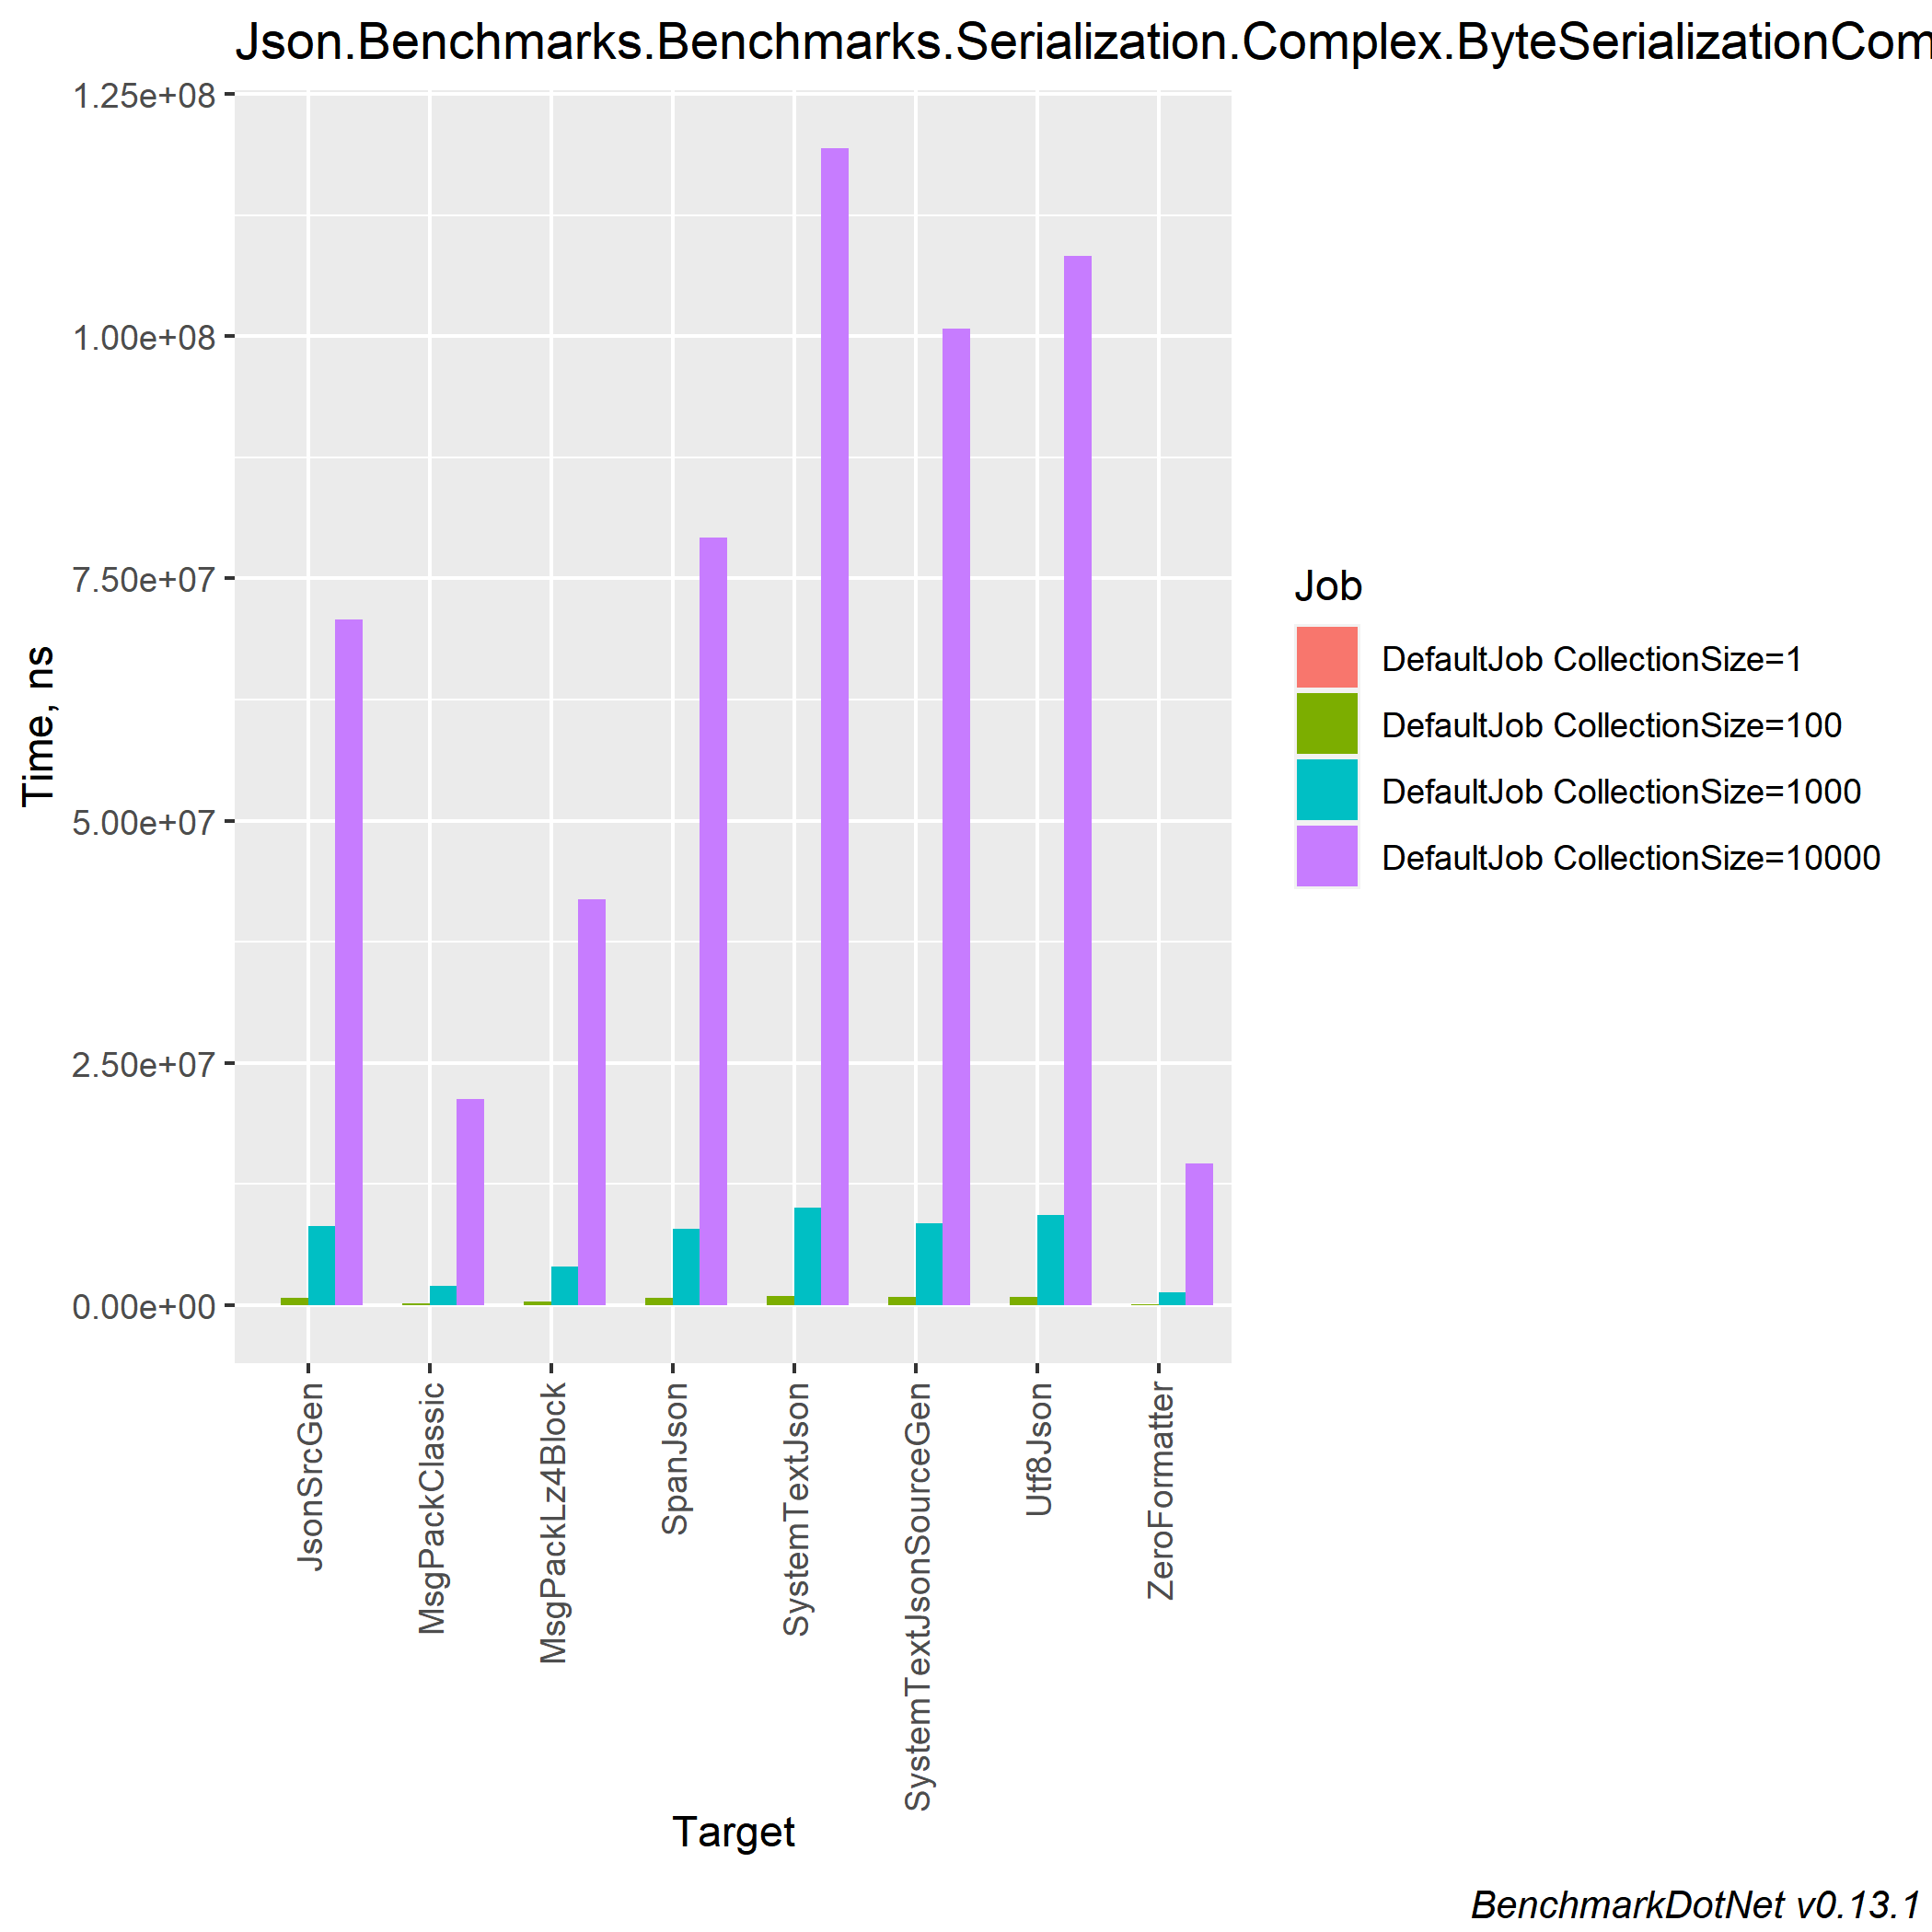 Json.Benchmarks.Benchmarks.Serialization.Complex.ByteSerializationCom
1.25e+08
1.00e+08
7.50e+07
5.00e+07
2.50e+07
0.00e+00
Time, ns
JsonSrcGen
MsgPackClassic
MsgPackLz4Block
SpanJson
SystemTextJson
SystemTextJsonSourceGen
Utf8Json
ZeroFormatter
Target
Job
DefaultJob CollectionSize=1
DefaultJob CollectionSize=100
DefaultJob CollectionSize=1000
DefaultJob CollectionSize=10000
BenchmarkDotNet v0.13.1